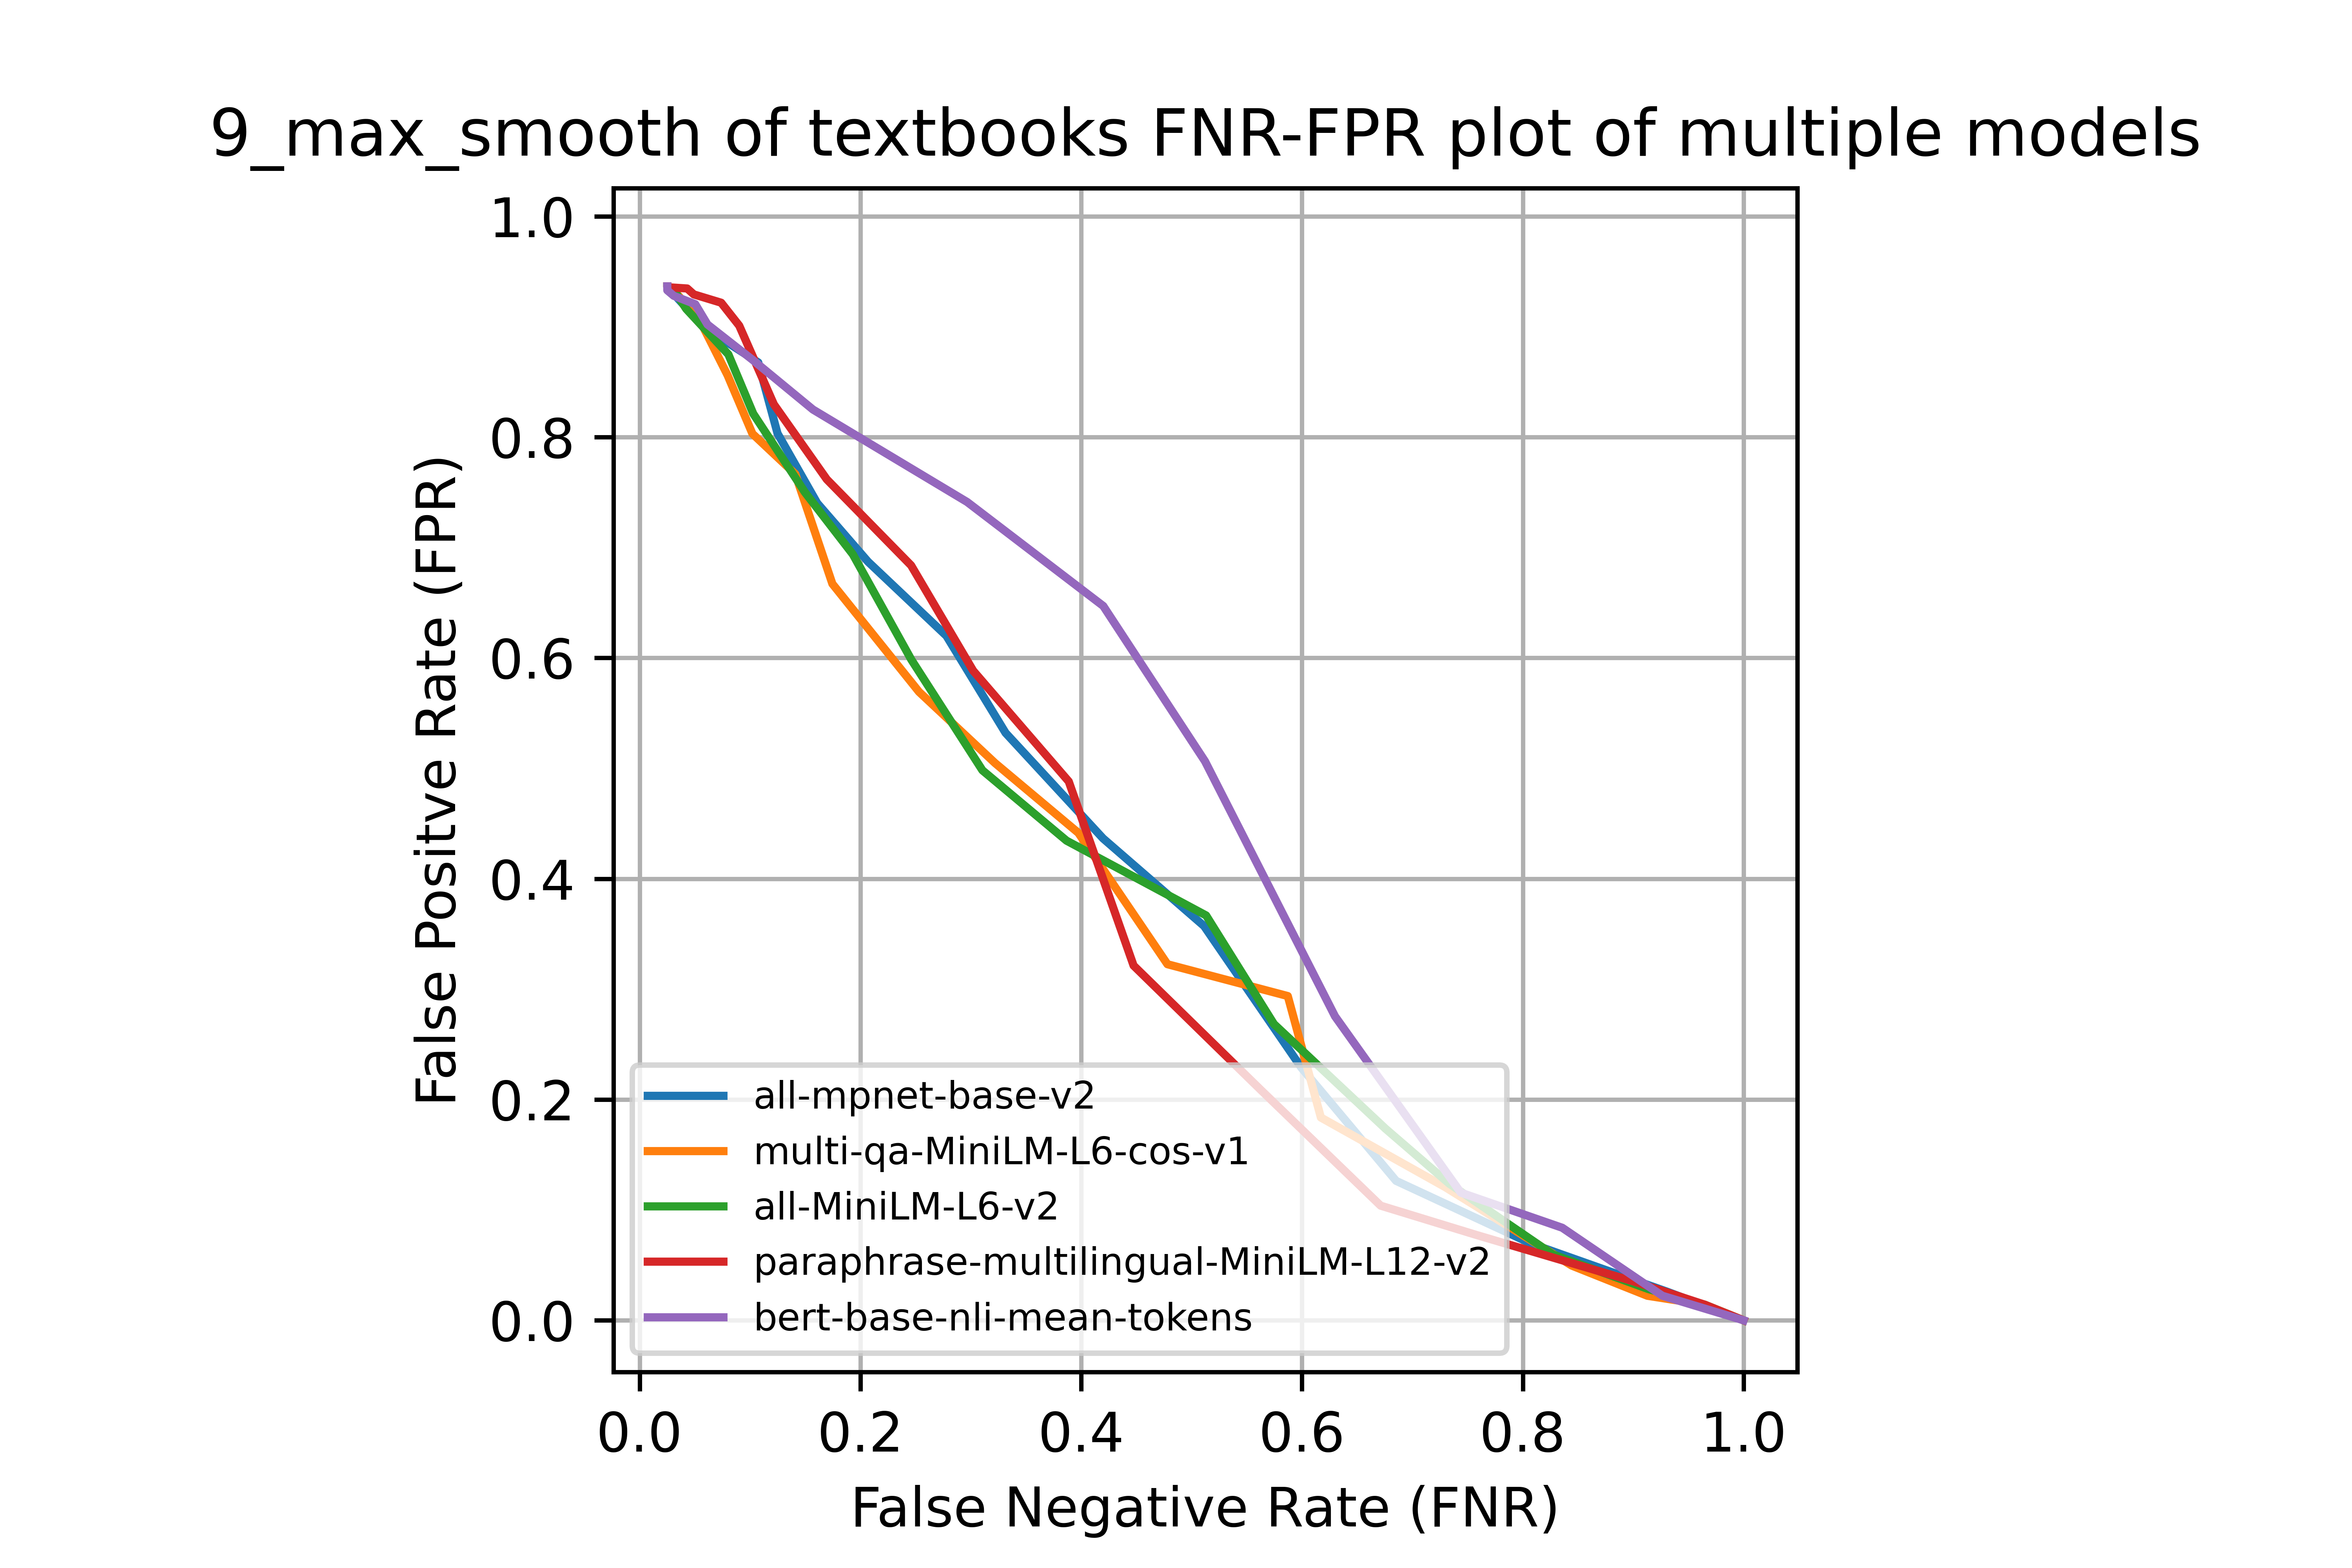 9_max_smooth of textbooks FNR-FPR plot of multiple models
1.0
0.8
0.6
0.4
0.2
0.0
False Positve Rate (FPR)
all-mpnet-base-v2
multi-qa-MiniLM-L6-cos-v1
all-MiniLM-L6-v2
paraphrase-multilingual-MiniLM-L12-v2
bert-base-nli-mean-tokens
0.0 0.2 0.4 0.6 0.8 1.0
False Negative Rate (FNR)